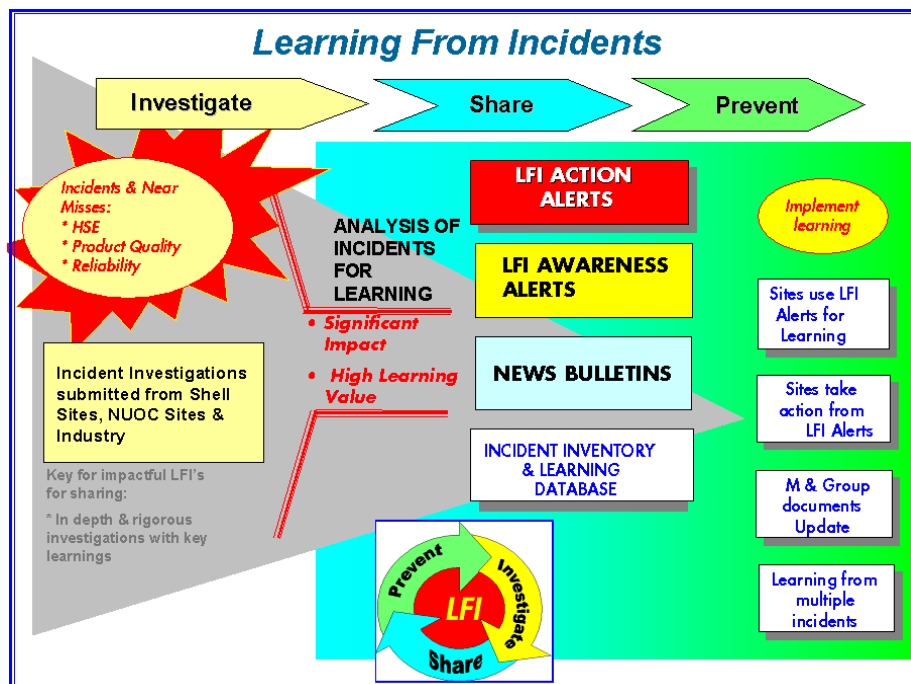 Learning From Incidents
Investigate
Share
Prevent
Incidents & Near
Misses:
* HSE
* Product Quality
* Reliability
Incident Investigations
submitted from Shell
Sites, NUOC Sites &
Industry
Key for impactful LFI's
for sharing:
* In depth & rigorous
investigations with key
learnings
ANALYSIS OF
INCIDENTS
FOR
LEARNING
• Significant
Impact
• High Learning
Value
LFI ACTION
ALERTS
LFI AWARENESS
ALERTS
NEWS BULLETINS
INCIDENT INVENTORY
& LEARNING
DATABASE
Implement
learning
Sites use LFI
Alerts for
Learning
Sites take
action from
LFI Alerts
M & Group
documents
Update
Learning from
multiple
incidents
Prevent
Investigate
LFI
Share